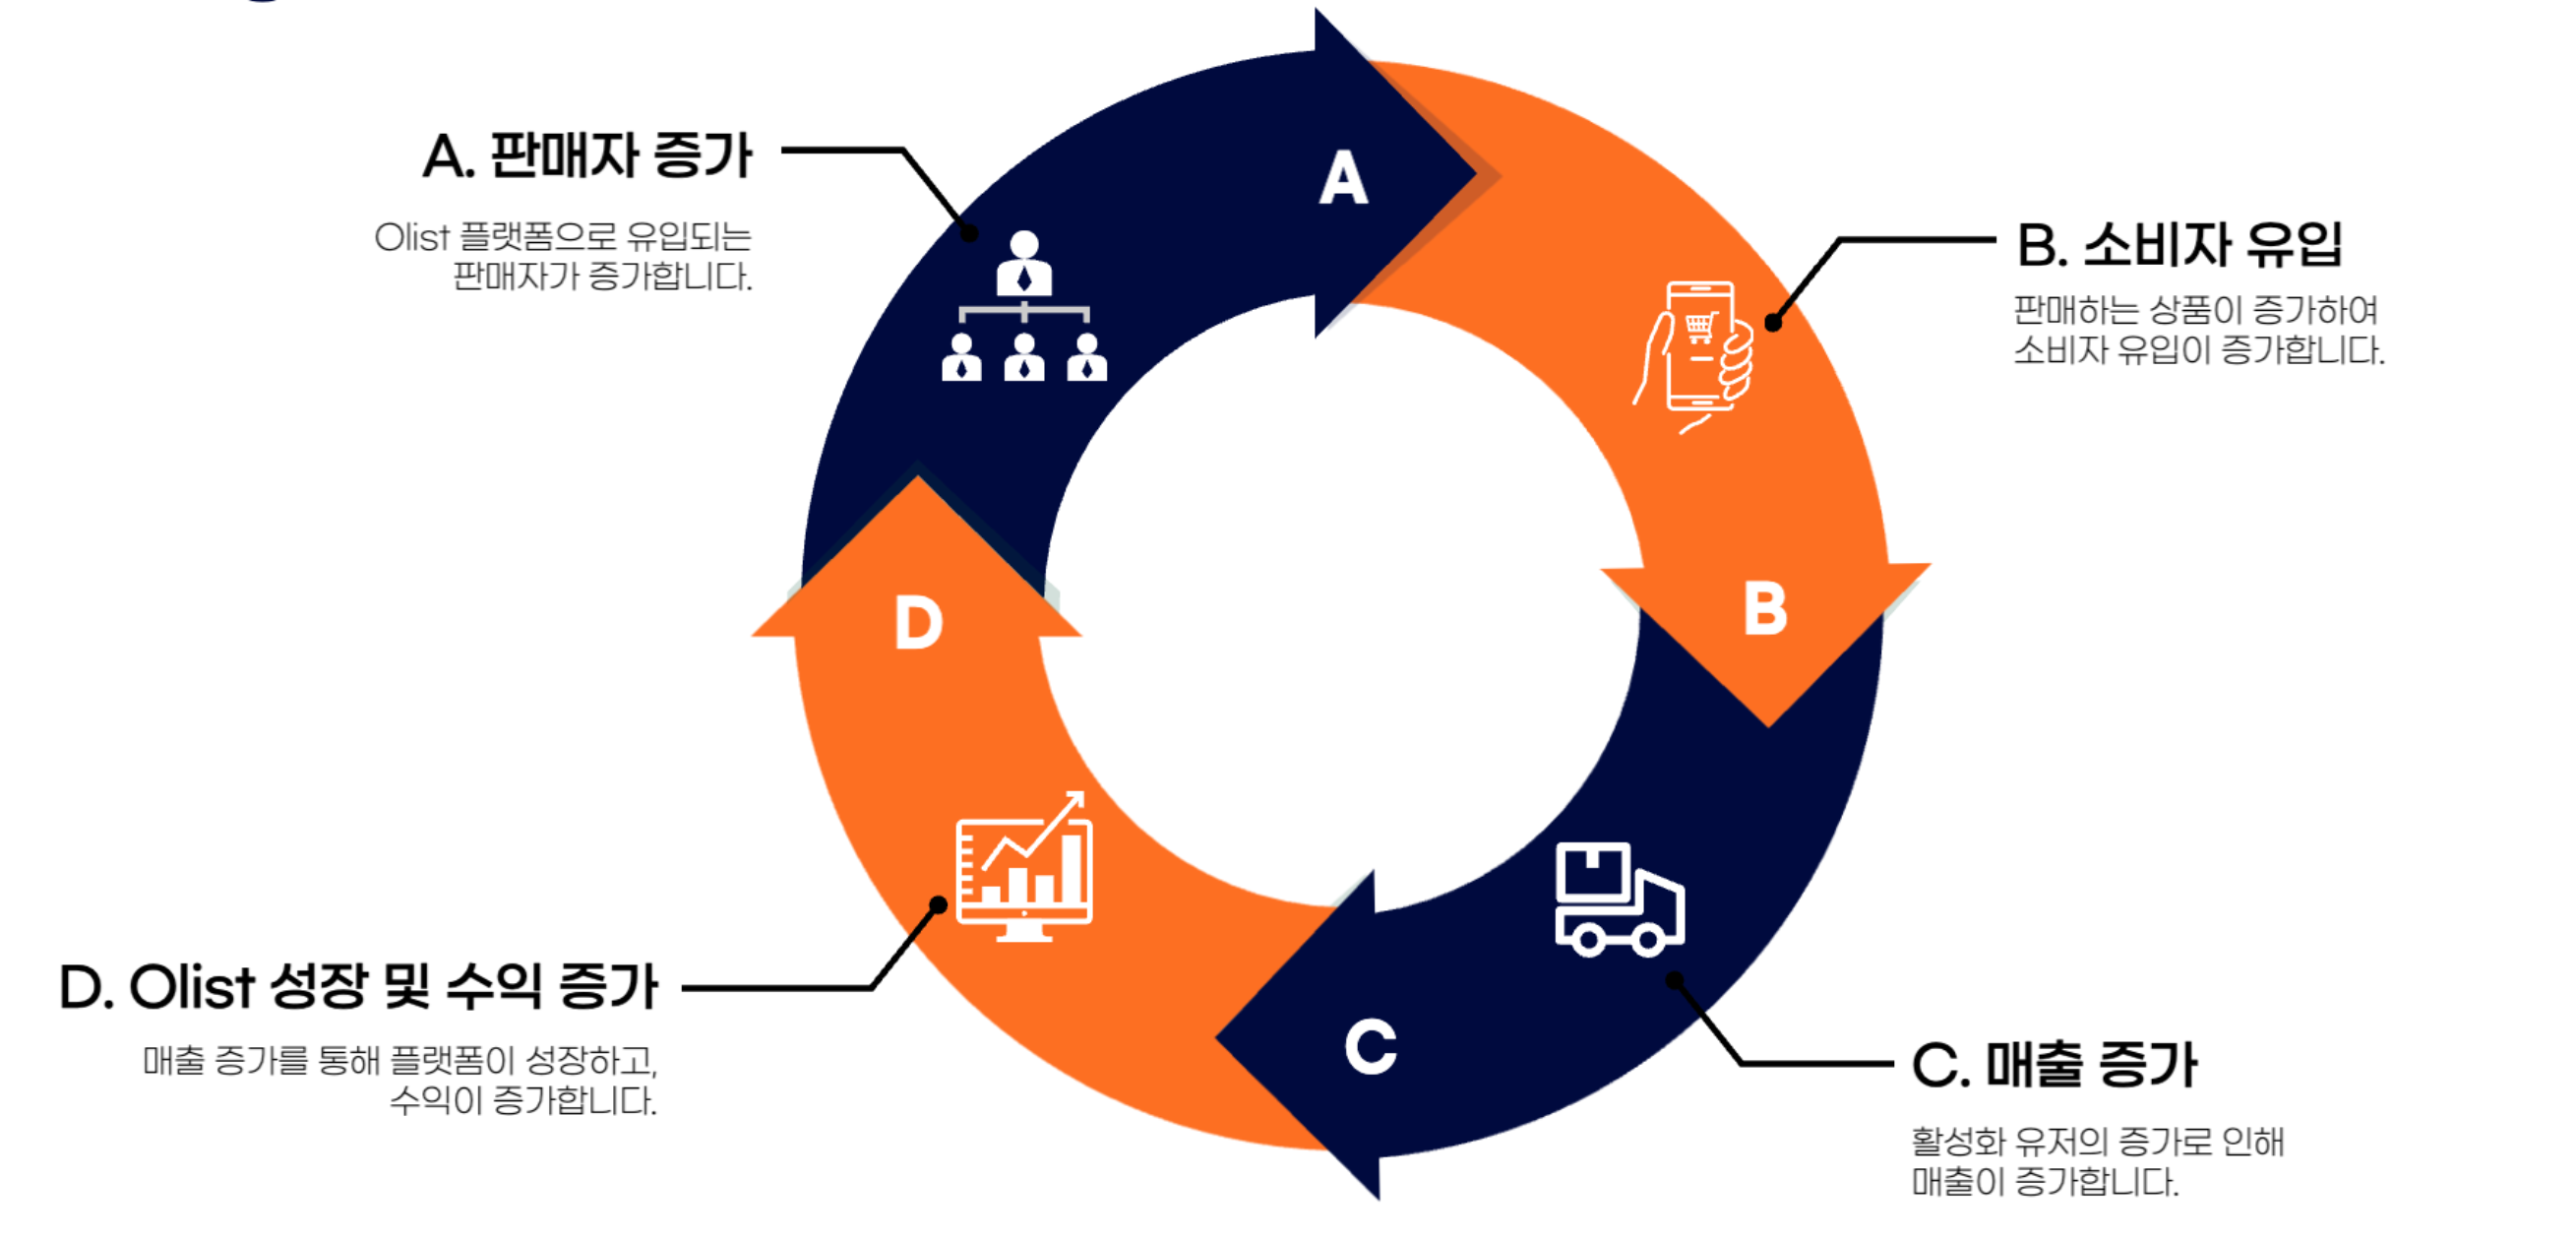 A. 판매자 증가
Olist 플랫폼으로 유입되는
판매자가 증가합니다.
A
B. 소비자 유입
판매하는 상품이 증가하여
소비자 유입이 증가합니다.
B
C. 매출 증가
활성화 유저의 증가로 인해
매출이 증가합니다.
C
D. Olist 성장 및 수익 증가
매출 증가를 통해 플랫폼이 성장하고,
수익이 증가합니다.
D